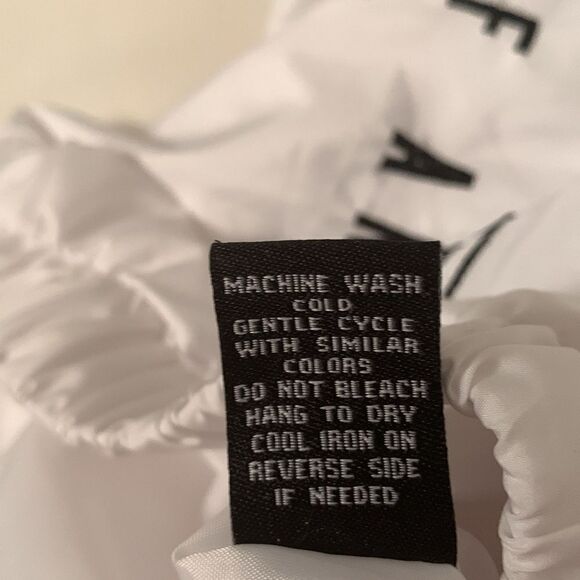 F
A
MACHINE WASH
COLD
GENTLE CYCLE
WITH SIMILAR
COLORS
DO NOT BLEACH
HANG TO DRY
COOL IRON ON
REVERSE SIDE
IF NEEDED